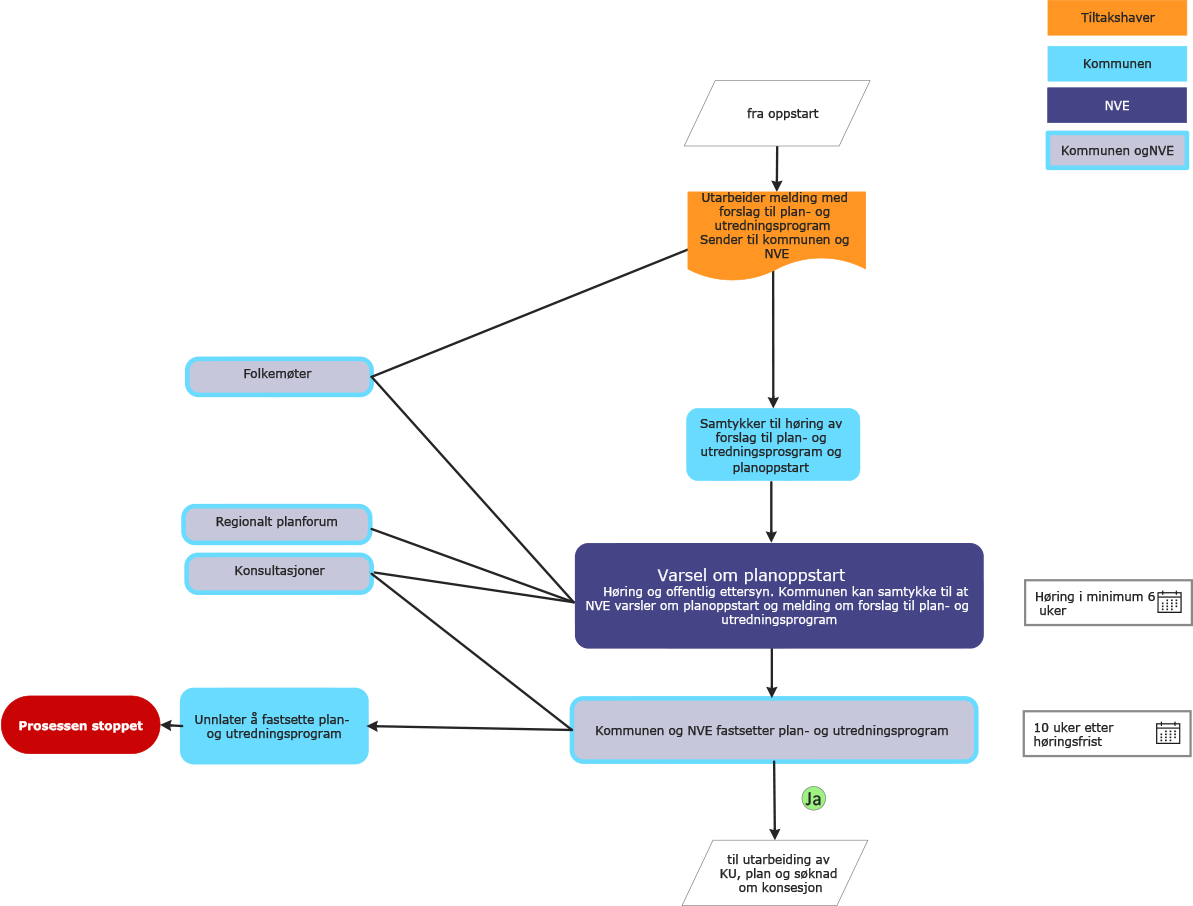 Tiltakshaver
Kommunen
NVE
Kommunen ogNVE
fra oppstart
Utarbeider melding med
forslag til plan- og
utredningsprogram
Sender til kommunen og
NVE
Folkemøter
Samtykker til høring av
forslag til plan- og
utredningsprosgram og
planoppstart
Regionalt planforum
Konsultasjoner
Varsel om planoppstart
Høring og offentlig ettersyn. Kommunen kan samtykke til at
NVE varsler om planoppstart og melding om forslag til plan- og
utredningsprogram
Høring i minimum 6
uker
Prosessen stoppet
Unnlater å fastsette plan-
og utredningsprogram
Kommunen og NVE fastsetter plan- og utredningsprogram
10 uker etter
høringsfrist
Ja
til utarbeiding av
KU, plan og søknad
om konsesjon